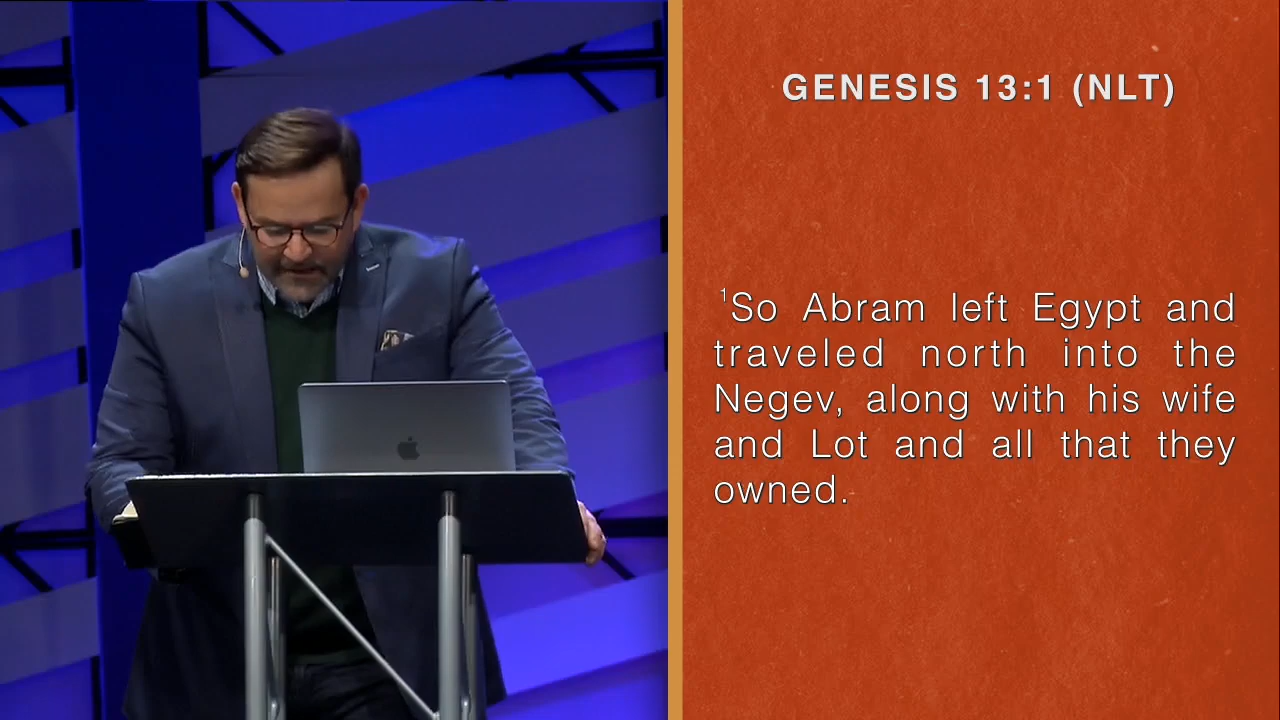 GENESIS 13:1 (NLT)
¹So Abram left Egypt and
traveled north into the
Negev, along with his wife
and Lot and all that they
owned.